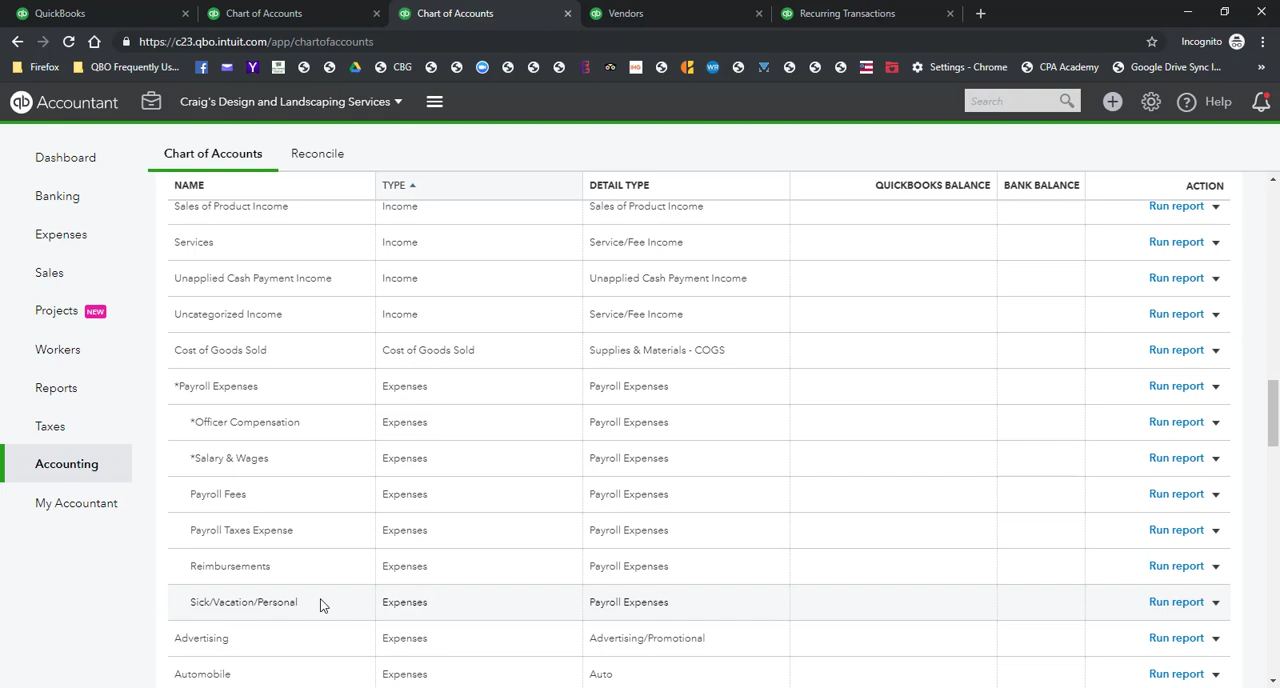 QuickBooks Chart of Accounts Chart of Accounts Vendors Recurring Transactions
https://c23.qbo.intuit.com/app/chartofaccounts Incognito
Firefox QBO Frequently Us... CBG Settings - Chrome CPA Academy Google Drive Sync I... »
qb Accountant Craig's Design and Landscaping Services Search Help
Dashboard
Banking
Expenses
Sales
Projects NEW
Workers
Reports
Taxes
Accounting
My Accountant
Chart of Accounts Reconcile
NAME TYPE DETAIL TYPE QUICKBOOKS BALANCE BANK BALANCE ACTION
Sales of Product Income Income Sales of Product Income Run report
Services Income Service/Fee Income Run report
Unapplied Cash Payment Income Income Unapplied Cash Payment Income Run report
Uncategorized Income Income Service/Fee Income Run report
Cost of Goods Sold Cost of Goods Sold Supplies & Materials - COGS Run report
*Payroll Expenses Expenses Payroll Expenses Run report
*Officer Compensation Expenses Payroll Expenses Run report
*Salary & Wages Expenses Payroll Expenses Run report
Payroll Fees Expenses Payroll Expenses Run report
Payroll Taxes Expense Expenses Payroll Expenses Run report
Reimbursements Expenses Payroll Expenses Run report
Sick/Vacation/Personal Expenses Payroll Expenses Run report
Advertising Expenses Advertising/Promotional Run report
Automobile Expenses Auto Run report